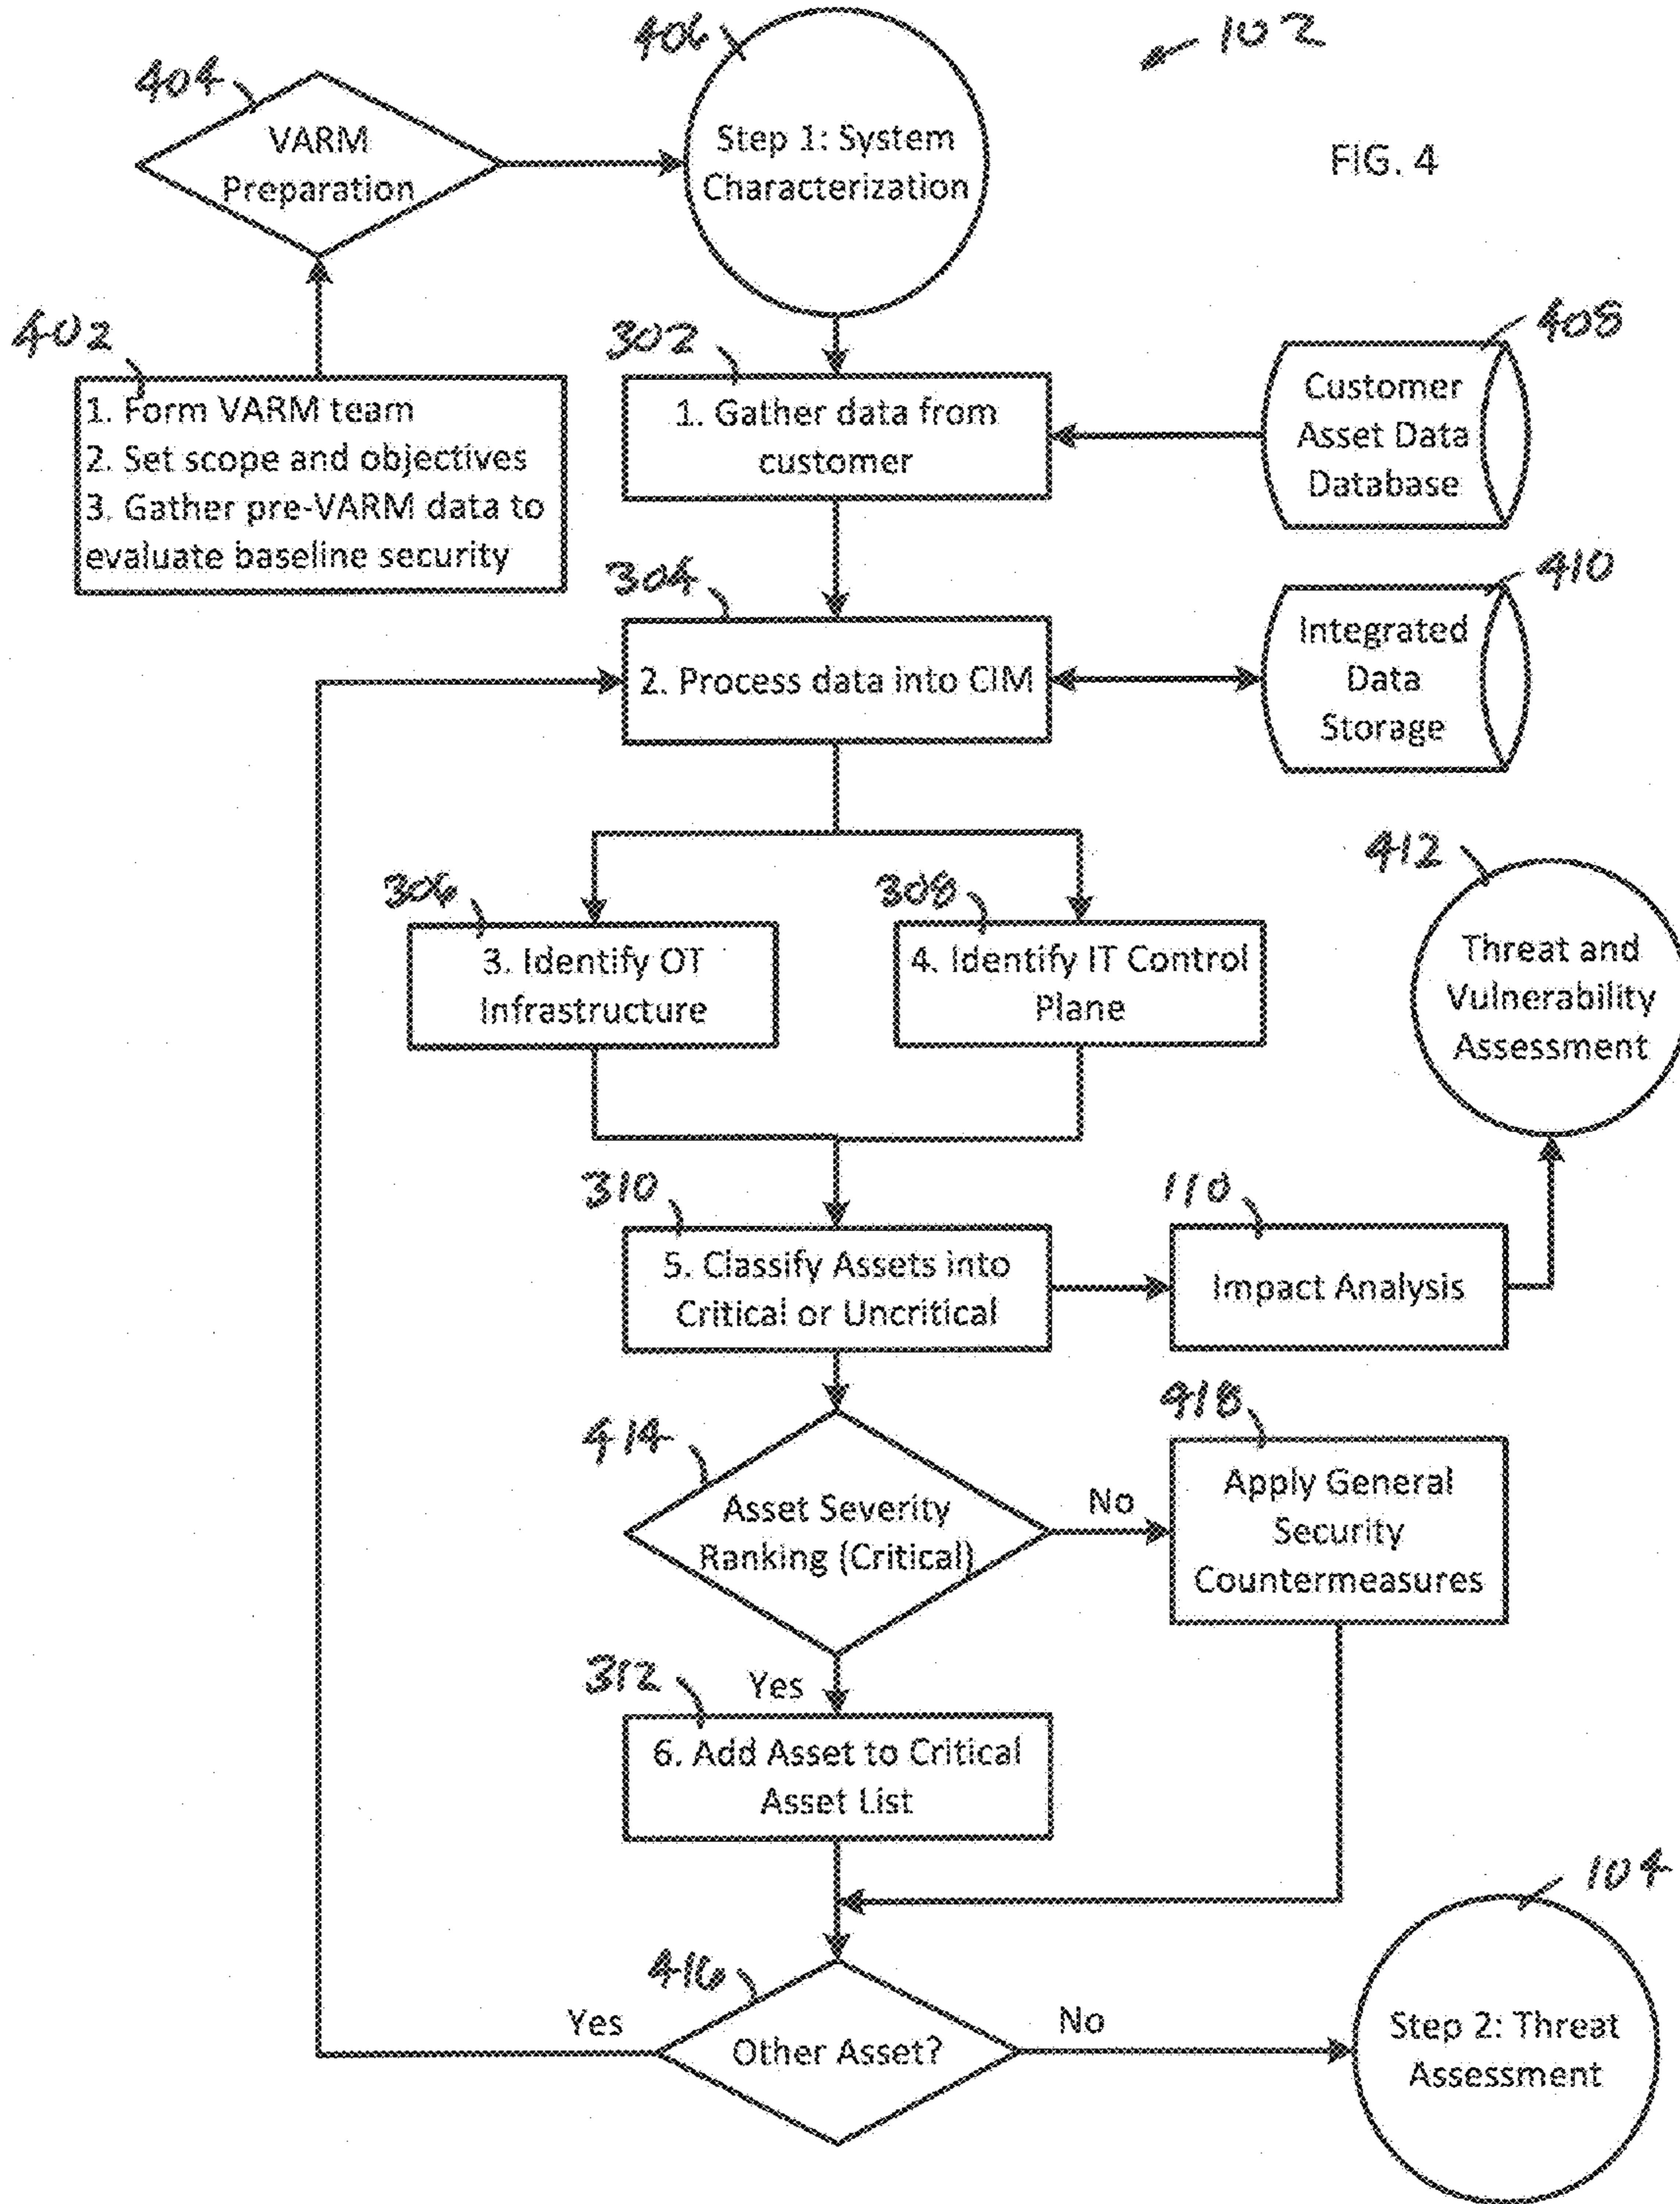 406
102
404
VARM
Preparation
Step 1: System
Characterization
FIG. 4
402
1. Form VARM team
2. Set scope and objectives
3. Gather pre-VARM data to
evaluate baseline security
302
1. Gather data from
customer
408
Customer
Asset Data
Database
304
2. Process data into CIM
410
Integrated
Data
Storage
306
3. Identify OT
Infrastructure
308
4. Identify IT Control
Plane
412
Threat and
Vulnerability
Assessment
310
5. Classify Assets into
Critical or Uncritical
110
Impact Analysis
414
Asset Severity
Ranking (Critical)
No
418
Apply General
Security
Countermeasures
312
Yes
6. Add Asset to Critical
Asset List
416
Yes
Other Asset?
No
104
Step 2: Threat
Assessment